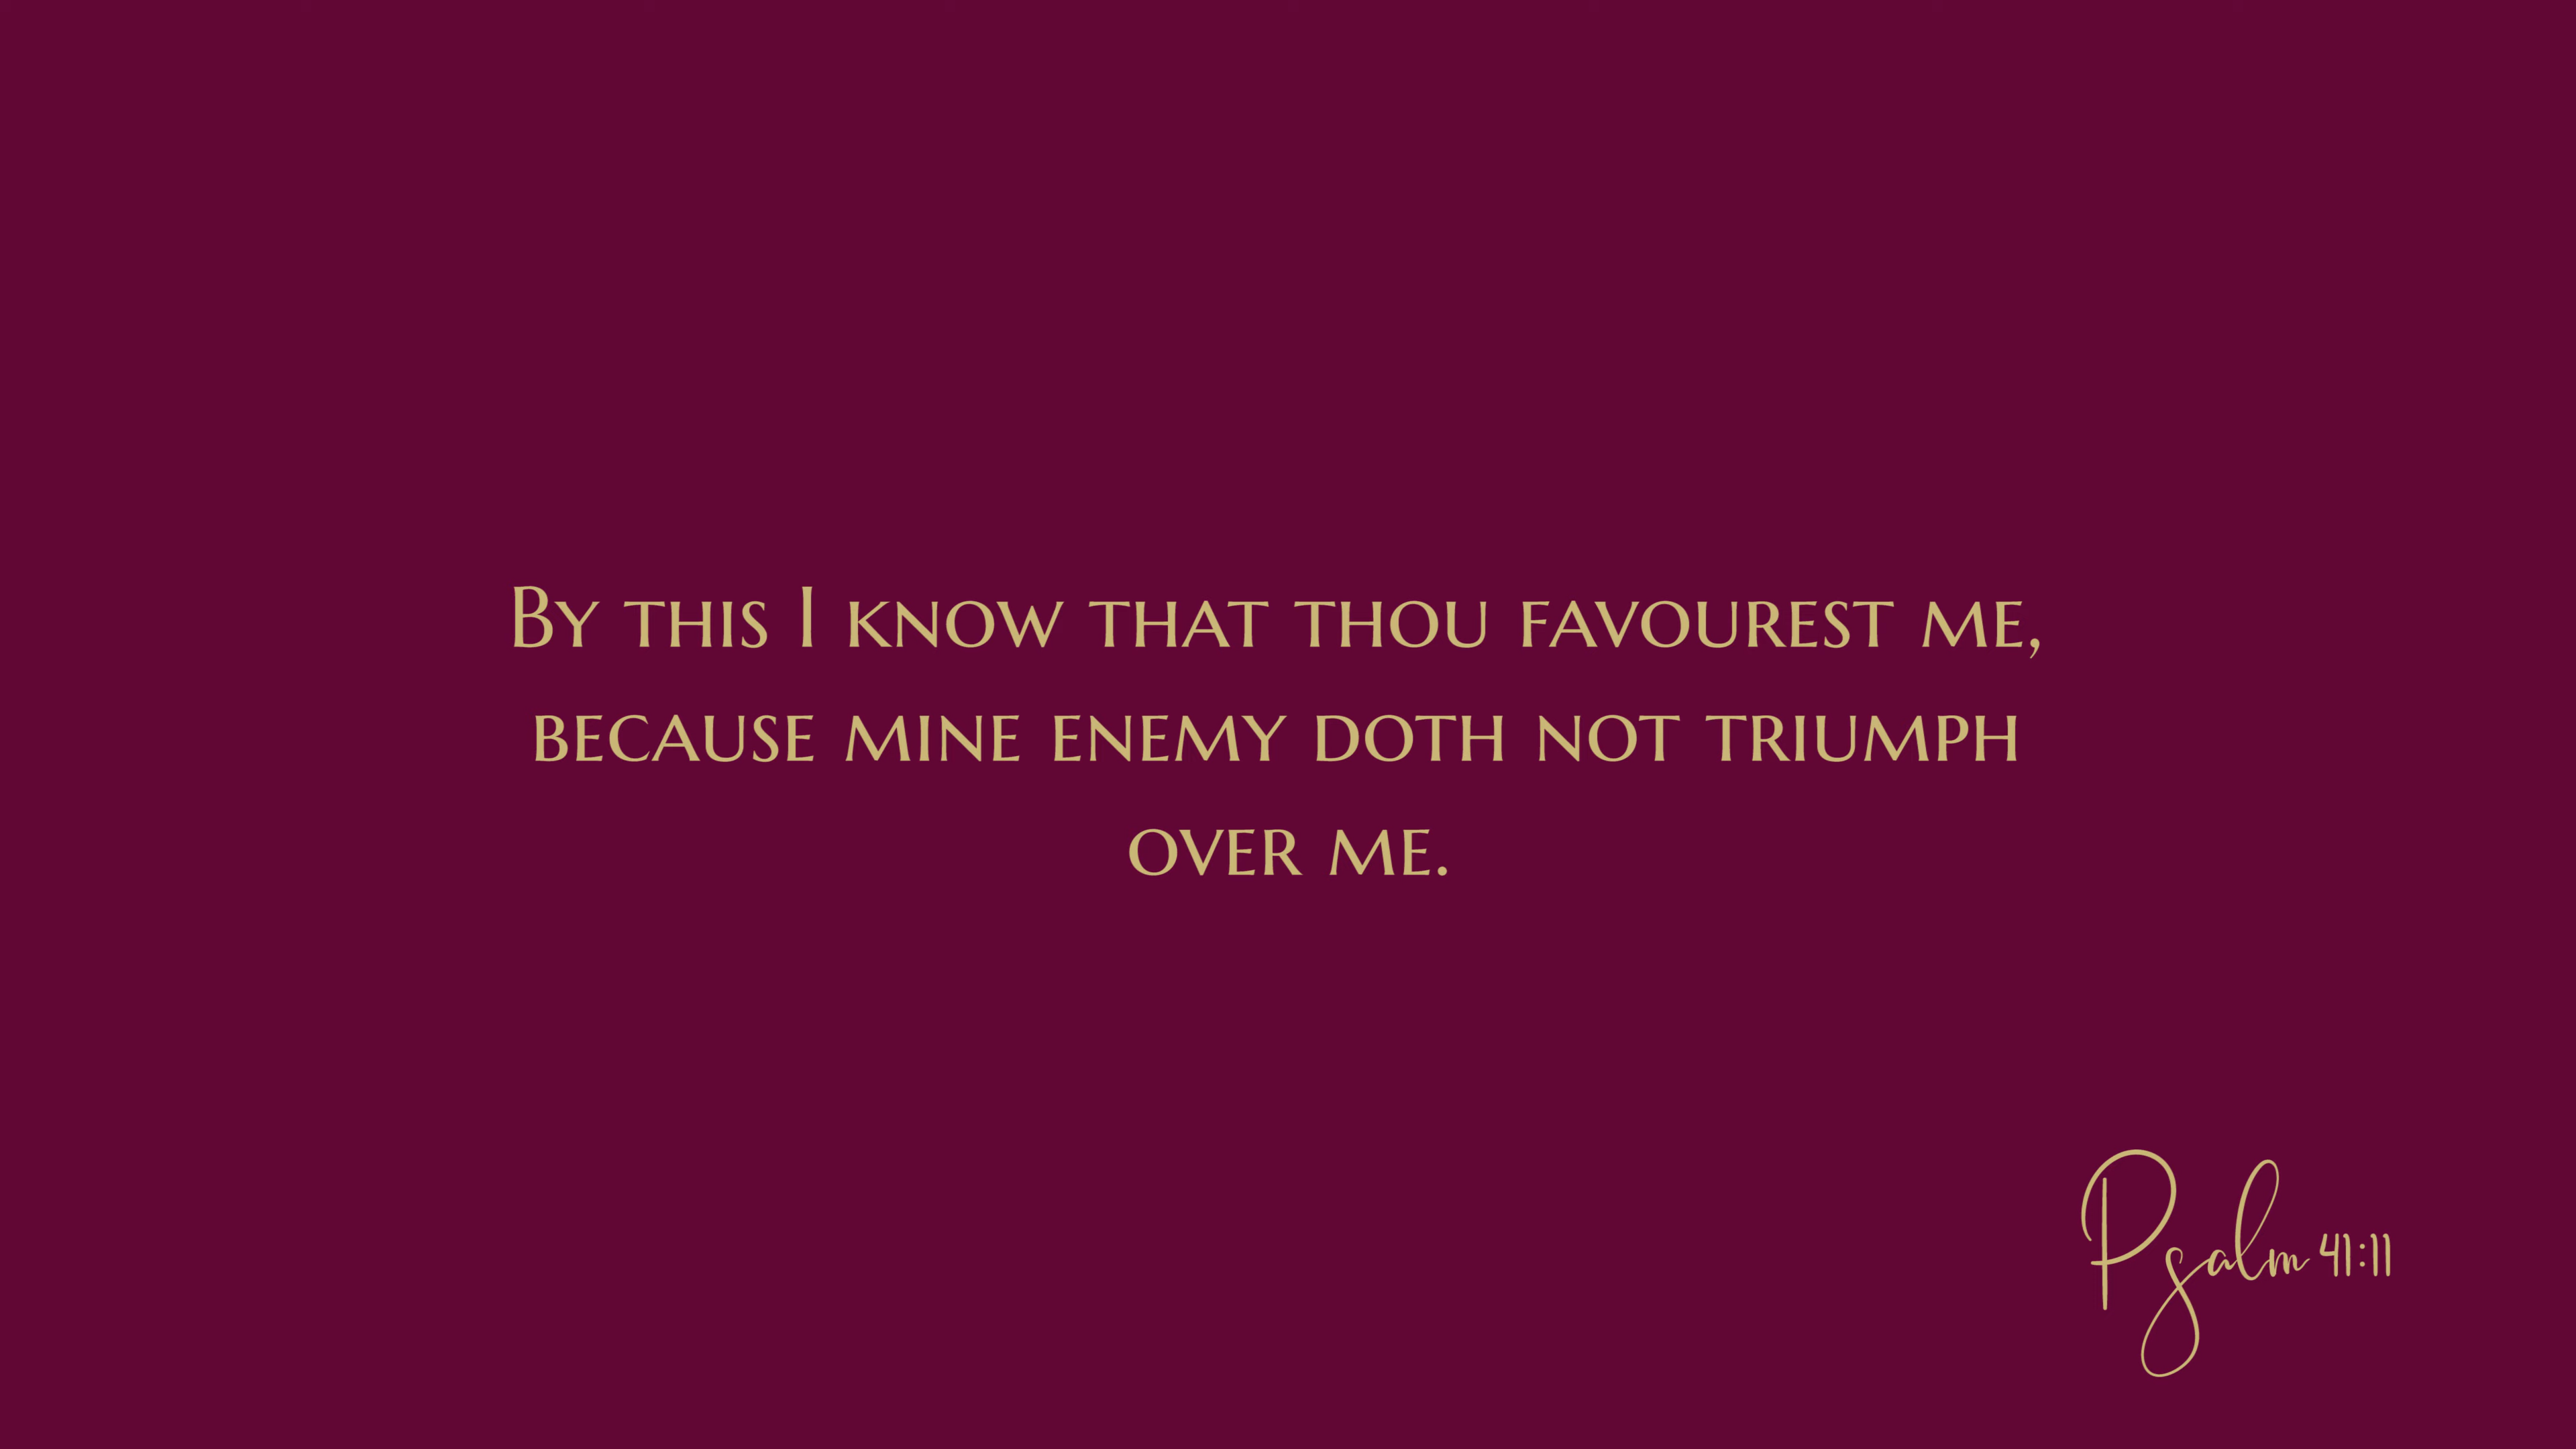 By this I know that thou favourest me,
because mine enemy doth not triumph
over me.
Psalm 41:11